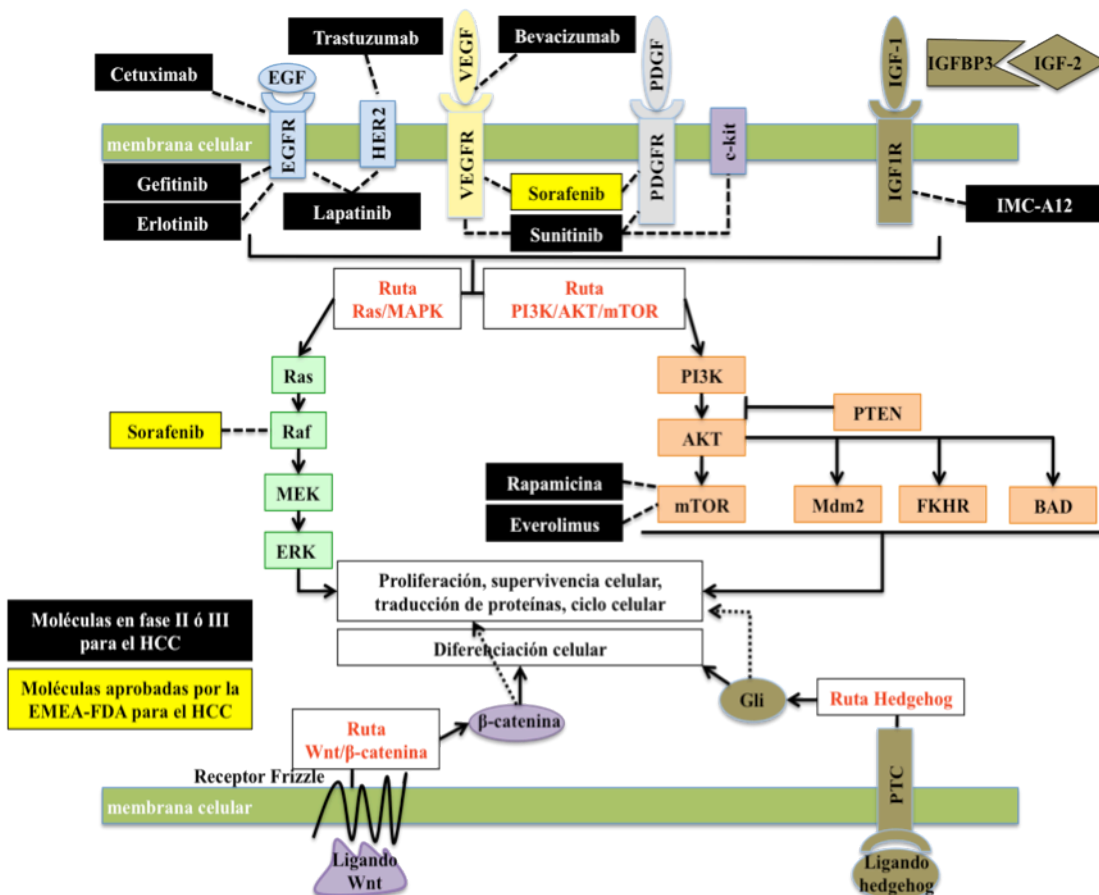 Trastuzumab
Bevacizumab
VEGF
PDGF
IGF-1
IGFBP3
IGF-2
Cetuximab
EGF
membrana celular
EGFR
HER2
VEGFR
PDGFR
c-kit
IGF1R
Gefitinib
Erlotinib
Lapatinib
Sorafenib
Sunitinib
IMC-A12
Ruta
Ras/MAPK
Ruta
PI3K/AKT/mTOR
Ras
PI3K
PTEN
Sorafenib
Raf
AKT
MEK
Rapamicina
Everolimus
mTOR
Mdm2
FKHR
BAD
ERK
Proliferación, supervivencia celular,
traducción de proteínas, ciclo celular
Diferenciación celular
Moléculas en fase II ó III
para el HCC
Moléculas aprobadas por la
EMEA-FDA para el HCC
Gli
Ruta Hedgehog
β-catenina
Ruta
Wnt/β-catenina
Receptor Frizzle
membrana celular
PTC
Ligando
Wnt
Ligando
hedgehog